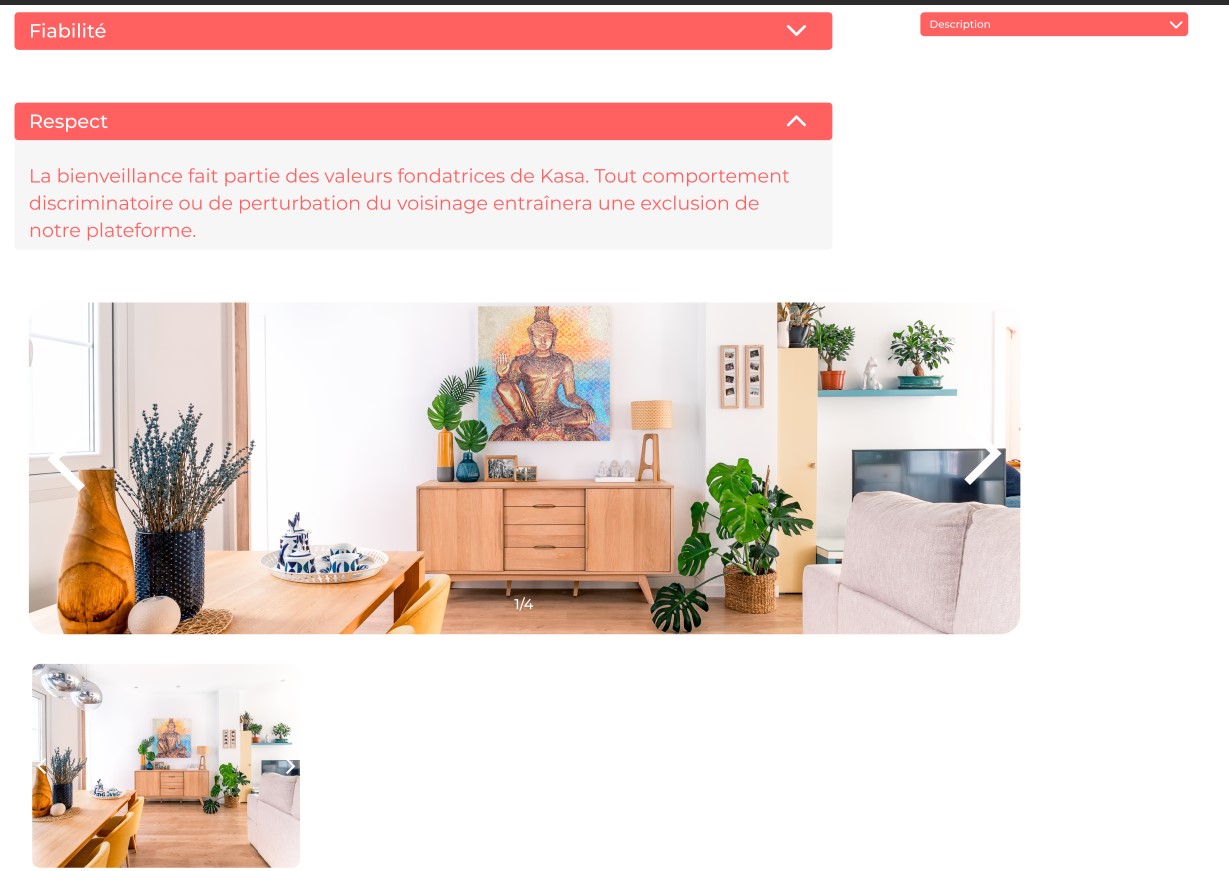 Fiabilité
Description
Respect
La bienveillance fait partie des valeurs fondatrices de Kasa. Tout comportement
discriminatoire ou de perturbation du voisinage entraînera une exclusion de
notre plateforme.
1/4